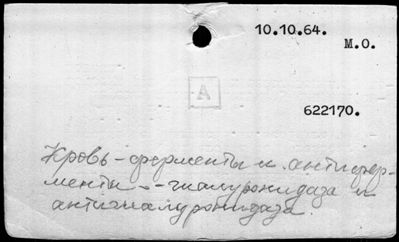 10.10.64.
М.О.
А
622170.
Кровь - ферменты и антифер-
менты - - гиалуронидаза и
антигиалуронидаза.